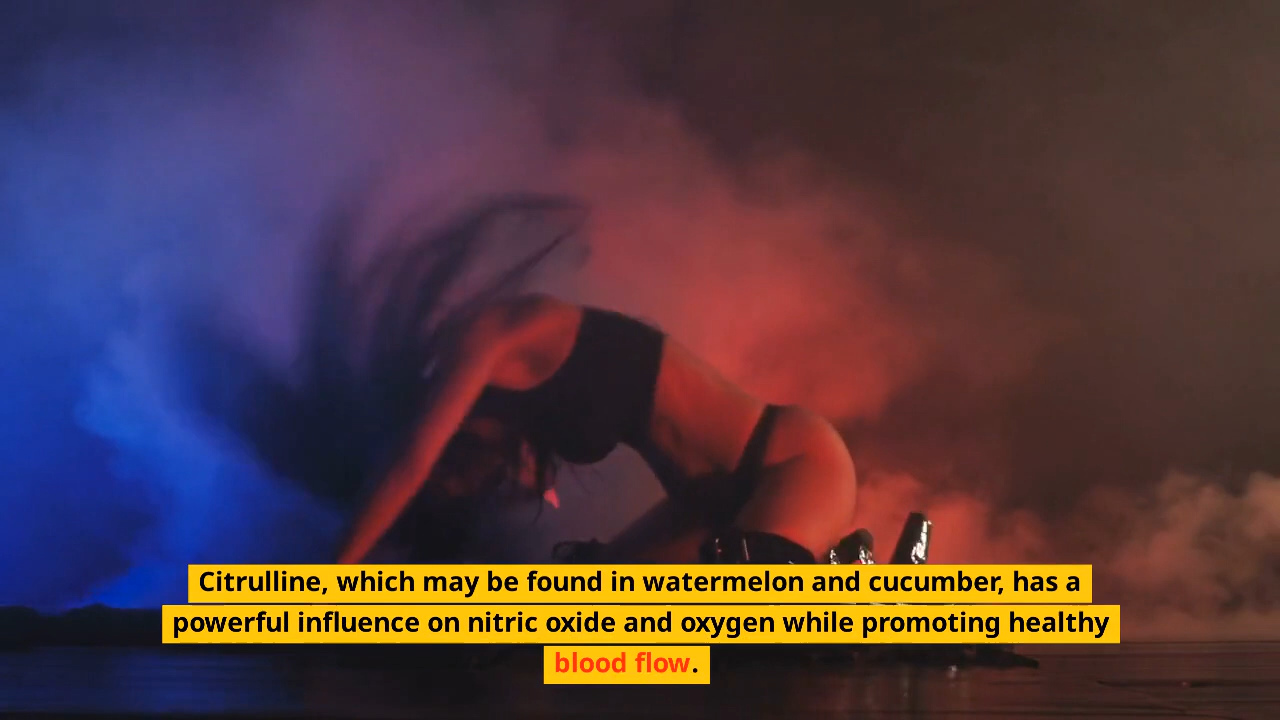 Citrulline, which may be found in watermelon and cucumber, has a
powerful influence on nitric oxide and oxygen while promoting healthy
blood flow.